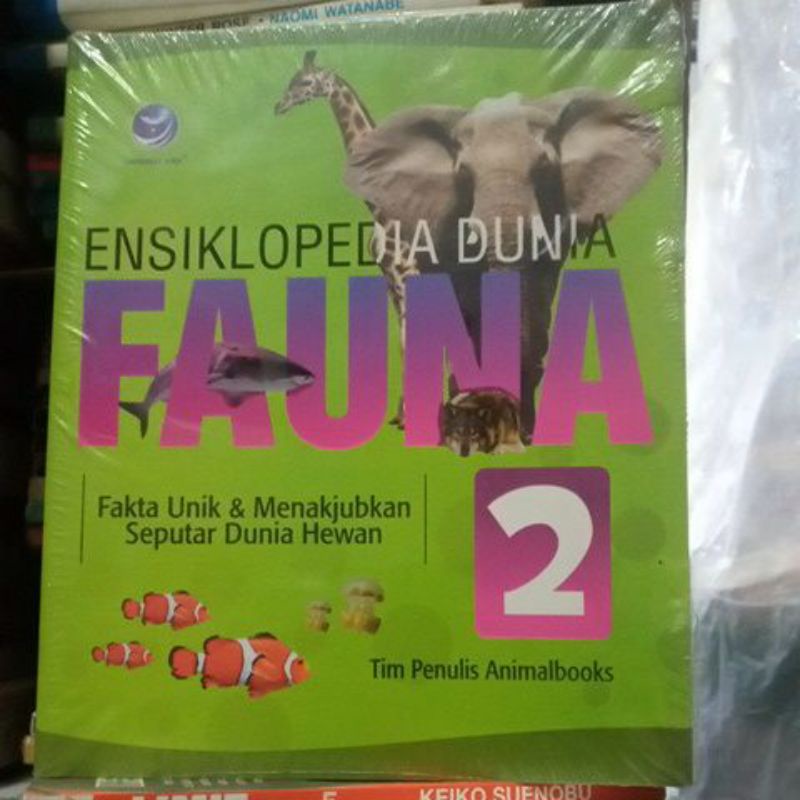 NAOMI WATANABE
ENSIKLOPEDIA DUNIA
FAUNA
2
Fakta Unik & Menakjubkan
Seputar Dunia Hewan
Tim Penulis Animalbooks
KEIKO SUENOBU